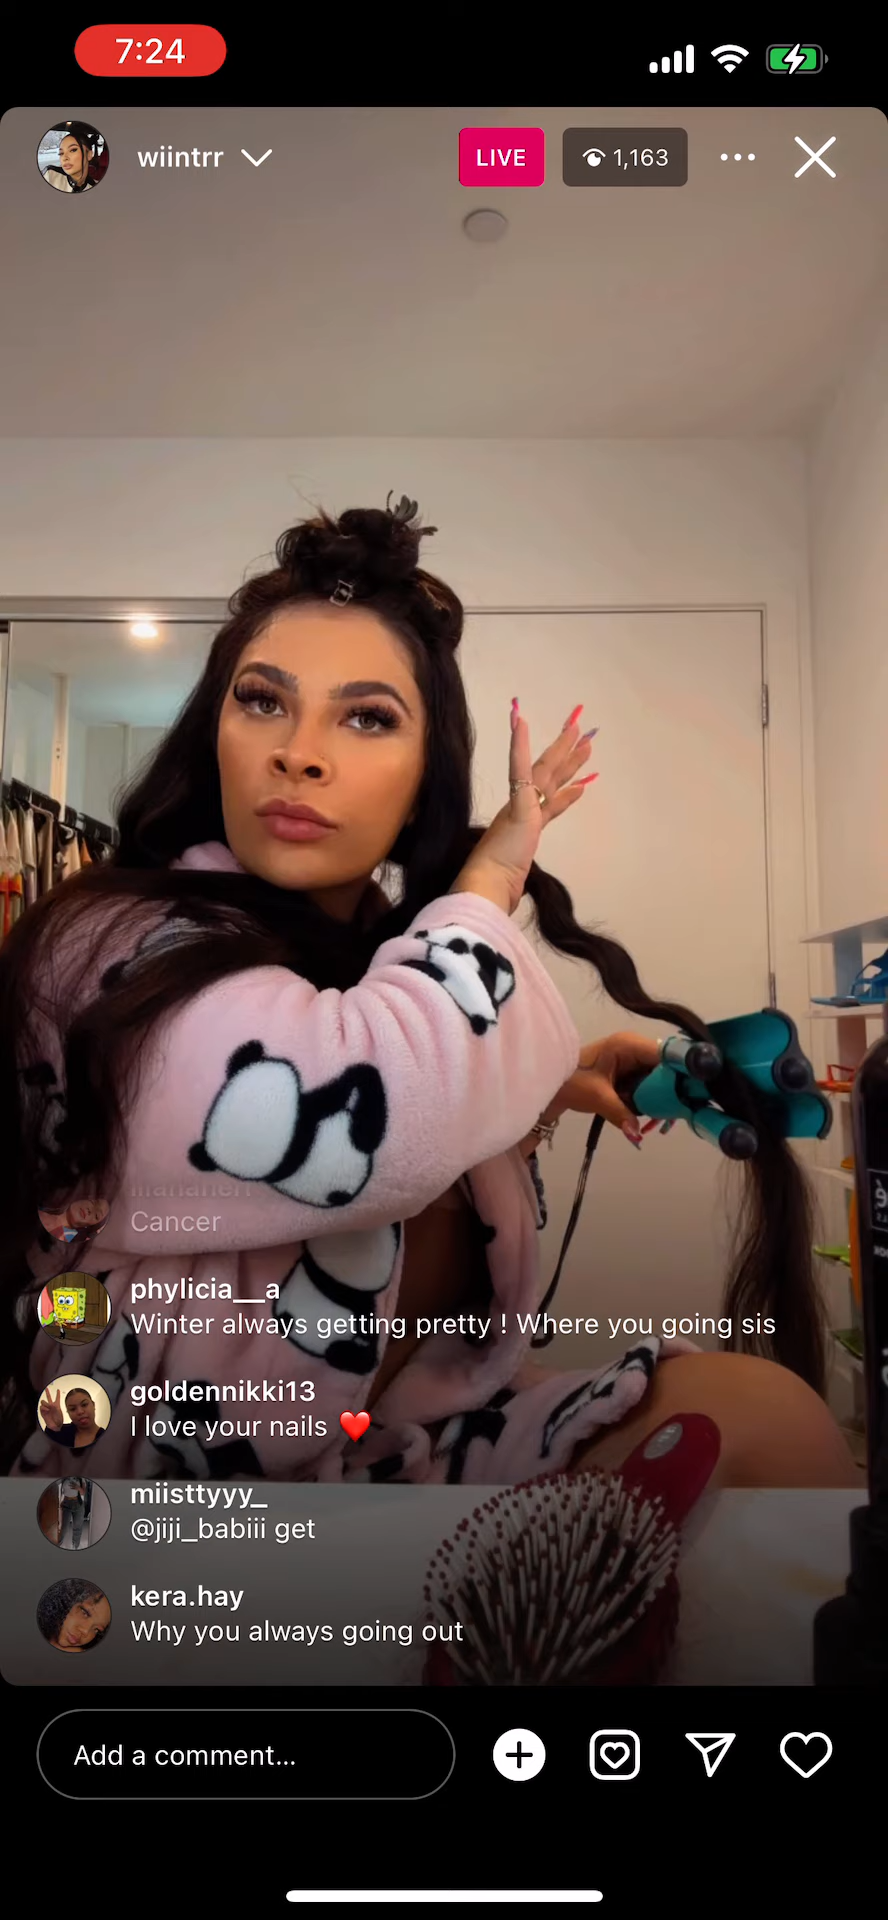 7:24
wiintrr
LIVE
1,163
Cancer
phylicia___a
Winter always getting pretty ! Where you going sis
goldennikki13
I love your nails ❤️
miisttyyy_
@jiji_babiii get
kera.hay
Why you always going out
Add a comment...